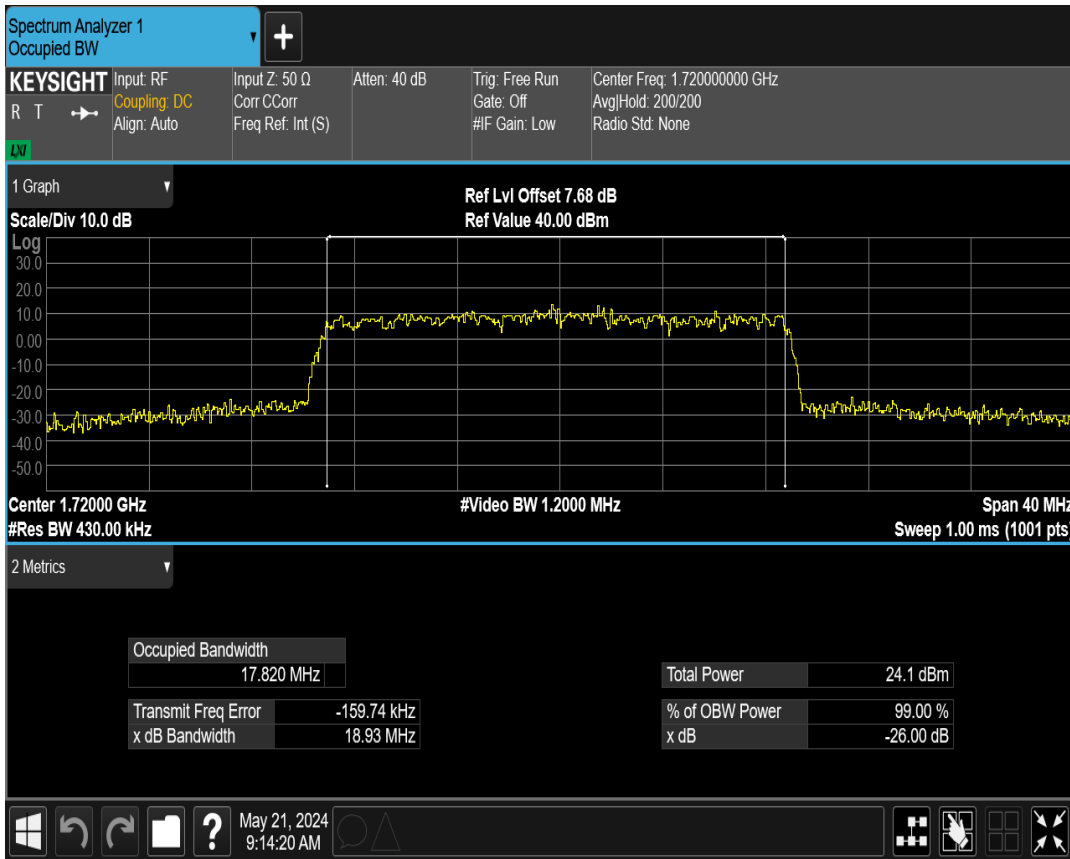 Spectrum Analyzer 1
Occupied BW
+
KEYSIGHT
R T
LXI
Input: RF
Coupling: DC
Align: Auto
Input Z: 50 Ω
Corr CCorr
Freq Ref: Int (S)
Atten: 40 dB
Trig: Free Run
Gate: Off
#IF Gain: Low
Center Freq: 1.720000000 GHz
Avg|Hold: 200/200
Radio Std: None
1 Graph
Scale/Div 10.0 dB
Ref Lvl Offset 7.68 dB
Ref Value 40.00 dBm
Log
30.0
20.0
10.0
0.00
-10.0
-20.0
-30.0
-40.0
-50.0
Center 1.72000 GHz
#Video BW 1.2000 MHz
Span 40 MHz
#Res BW 430.00 kHz
Sweep 1.00 ms (1001 pts)
2 Metrics
Occupied Bandwidth
17.820 MHz
Total Power 24.1 dBm
Transmit Freq Error -159.74 kHz
% of OBW Power 99.00 %
x dB Bandwidth 18.93 MHz
x dB -26.00 dB
?
May 21, 2024
9:14:20 AM